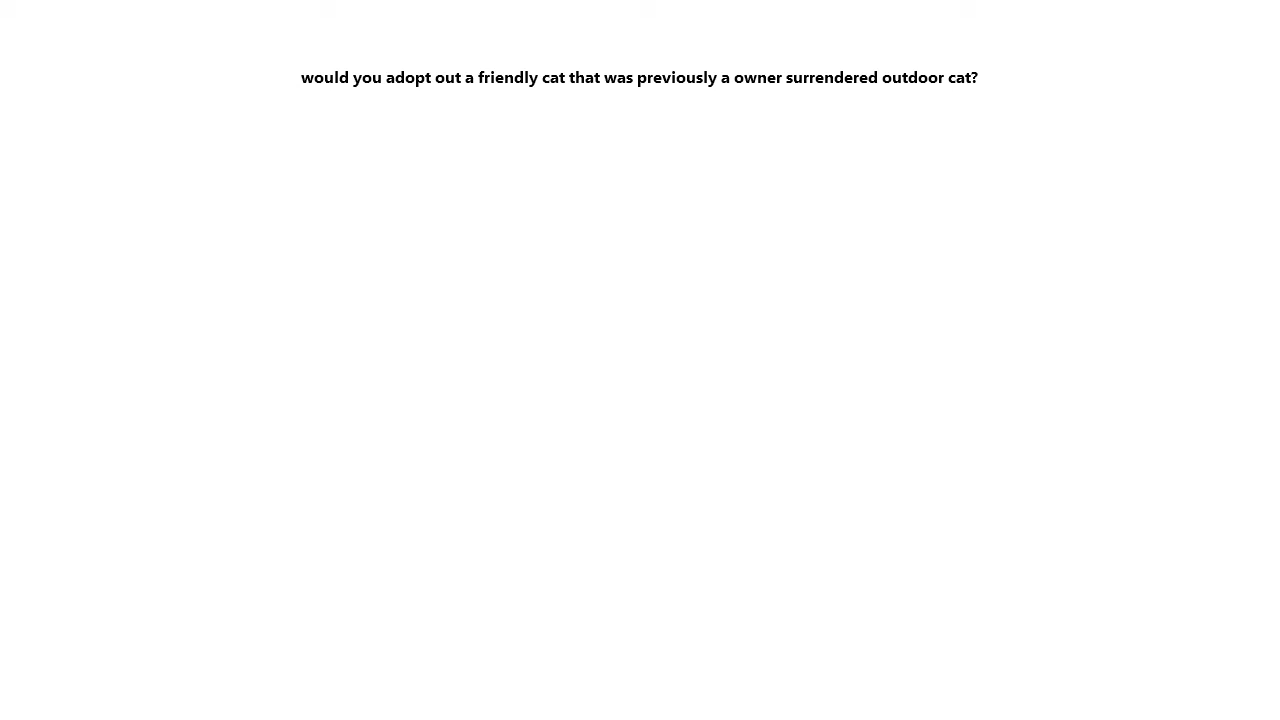 would you adopt out a friendly cat that was previously a owner surrendered outdoor cat?